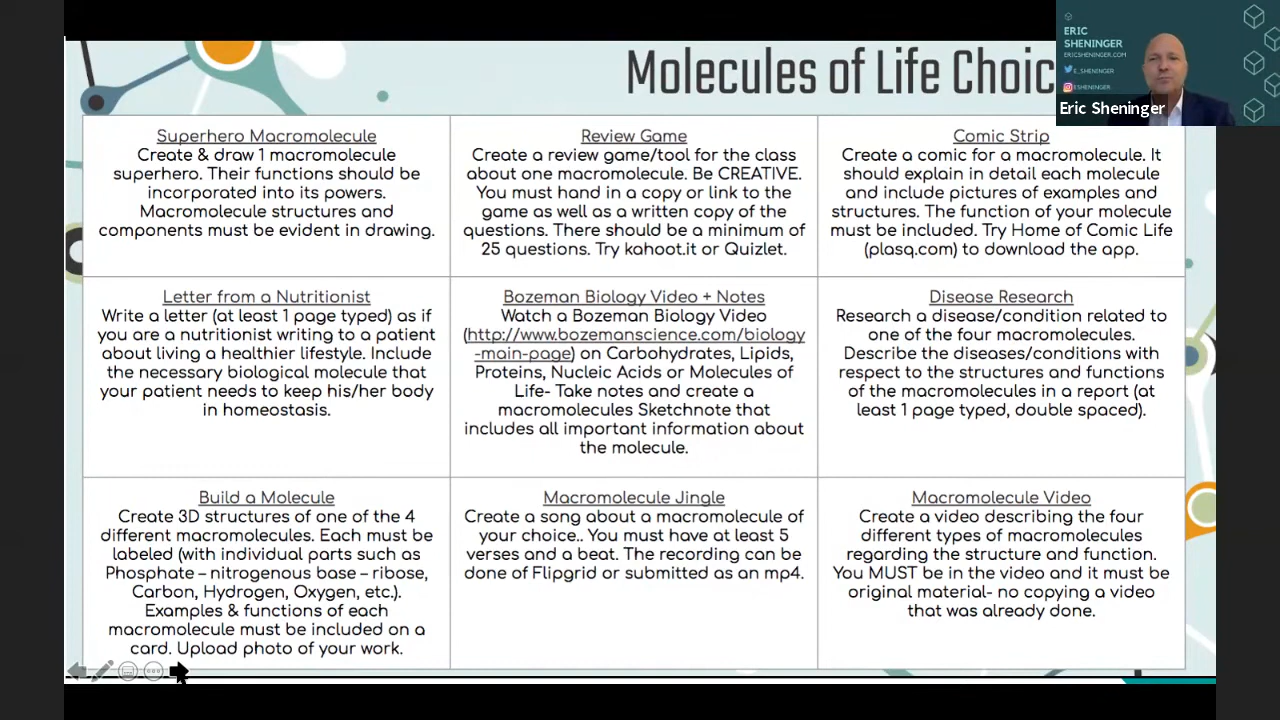 Molecules of Life Choic
ERIC
SHENINGER
ERICSHENINGER.COM
E_SHENINGER
ESHENINGER
Eric Sheninger
Superhero Macromolecule
Create & draw 1 macromolecule
superhero. Their functions should be
incorporated into its powers.
Macromolecule structures and
components must be evident in drawing.
Review Game
Create a review game/tool for the class
about one macromolecule. Be CREATIVE.
You must hand in a copy or link to the
game as well as a written copy of the
questions. There should be a minimum of
25 questions. Try kahoot.it or Quizlet.
Comic Strip
Create a comic for a macromolecule. It
should explain in detail each molecule
and include pictures of examples and
structures. The function of your molecule
must be included. Try Home of Comic Life
(plasq.com) to download the app.
Letter from a Nutritionist
Write a letter (at least 1 page typed) as if
you are a nutritionist writing to a patient
about living a healthier lifestyle. Include
the necessary biological molecule that
your patient needs to keep his/her body
in homeostasis.
Bozeman Biology Video + Notes
Watch a Bozeman Biology Video
(http://www.bozemanscience.com/biology
-main-page) on Carbohydrates, Lipids,
Proteins, Nucleic Acids or Molecules of
Life- Take notes and create a
macromolecules Sketchnote that
includes all important information about
the molecule.
Disease Research
Research a disease/condition related to
one of the four macromolecules.
Describe the diseases/conditions with
respect to the structures and functions
of the macromolecules in a report (at
least 1 page typed, double spaced).
Build a Molecule
Create 3D structures of one of the 4
different macromolecules. Each must be
labeled (with individual parts such as
Phosphate – nitrogenous base – ribose,
Carbon, Hydrogen, Oxygen, etc.).
Examples & functions of each
macromolecule must be included on a
card. Upload photo of your work.
Macromolecule Jingle
Create a song about a macromolecule of
your choice.. You must have at least 5
verses and a beat. The recording can be
done of Flipgrid or submitted as an mp4.
Macromolecule Video
Create a video describing the four
different types of macromolecules
regarding the structure and function.
You MUST be in the video and it must be
original material- no copying a video
that was already done.